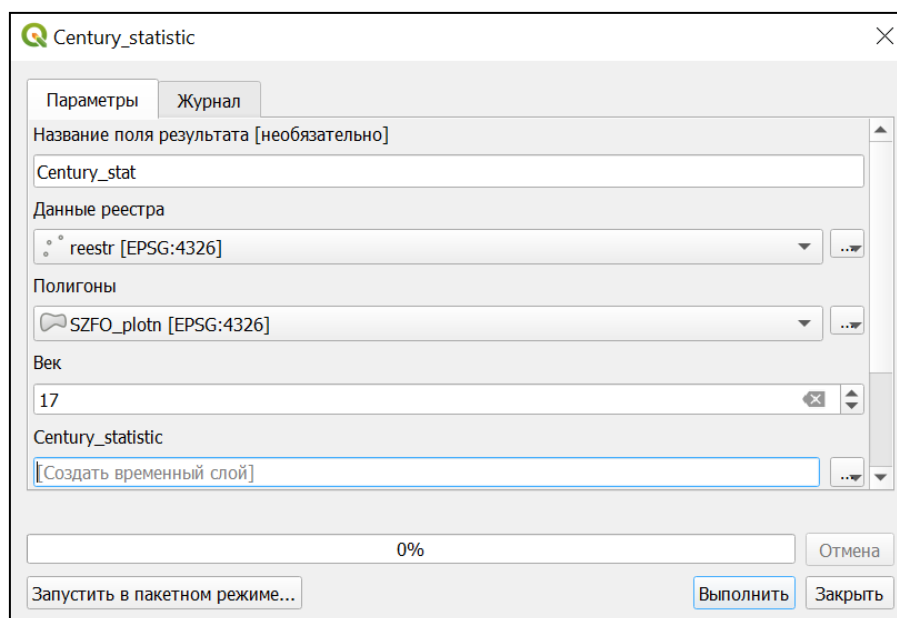 Century_statistic
Параметры Журнал
Название поля результата [необязательно]
Century_stat
Данные реестра
reestr [EPSG:4326]
...
Полигоны
SZFO_plotn [EPSG:4326]
...
Век
17
Century_statistic
[Создать временный слой]
...
0% Отмена
Запустить в пакетном режиме... Выполнить Закрыть